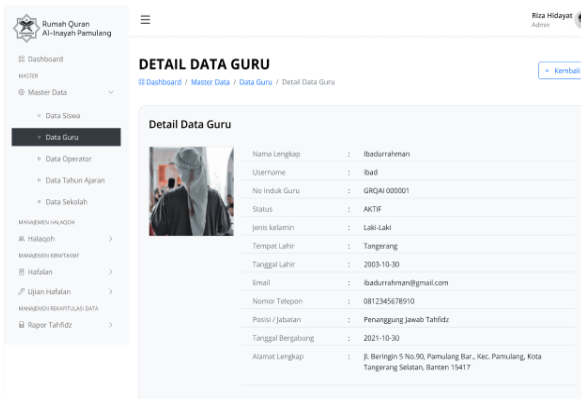 Rumah Quran
Al-Inayah Pamulang
Riza Hidayat
Admin
Dashboard
MASTER
Master Data
Data Siswa
Data Guru
Data Operator
Data Tahun Ajaran
Data Sekolah
MANAJEMEN HALAQOH
Halaqoh
MANAJEMEN KEMATANMY
Hafalan
Ujian Hafalan
MANAJEMEN REKAPITULASI DATA
Rapor Tahfidz
DETAIL DATA GURU
Dashboard / Master Data / Data Guru / Detail Data Guru
+ Kembali
Detail Data Guru
Nama Lengkap : Ibadurrahman
Username : ibad
No Induk Guru : GRQAI 000001
Status : AKTIF
Jenis kelamin : Laki-Laki
Tempat Lahir : Tangerang
Tanggal Lahir : 2003-10-30
Email : ibadurrahman@gmail.com
Nomor Telepon : 0812345678910
Posisi / Jabatan : Penanggung Jawab Tahfidz
Tanggal Bergabung : 2021-10-30
Alamat Lengkap : Jl. Beringin 5 No.90, Pamulang Bar., Kec. Pamulang, Kota
Tangerang Selatan, Banten 15417